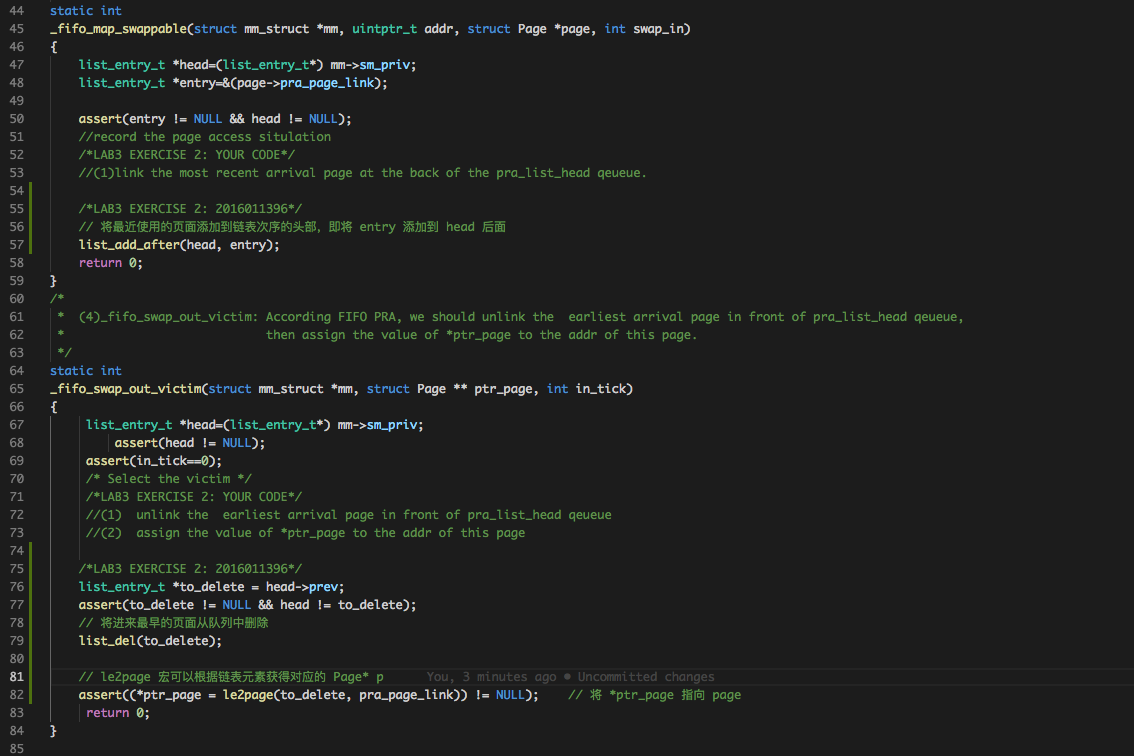 44 static int
45 _fifo_map_swappable(struct mm_struct *mm, uintptr_t addr, struct Page *page, int swap_in)
46 {
47     list_entry_t *head=(list_entry_t*) mm->sm_priv;
48     list_entry_t *entry=&(page->pra_page_link);
49
50     assert(entry != NULL && head != NULL);
51     //record the page access situlation
52     /*LAB3 EXERCISE 2: YOUR CODE*/
53     //(1)link the most recent arrival page at the back of the pra_list_head qeueue.
54
55     /*LAB3 EXERCISE 2: 2016011396*/
56     // 将最近使用的页面添加到链表次序的头部，即将 entry 添加到 head 后面
57     list_add_after(head, entry);
58     return 0;
59 }
60 /*
61  *  (4)_fifo_swap_out_victim: According FIFO PRA, we should unlink the  earliest arrival page in front of pra_list_head qeueue,
62  *                            then assign the value of *ptr_page to the addr of this page.
63  */
64 static int
65 _fifo_swap_out_victim(struct mm_struct *mm, struct Page ** ptr_page, int in_tick)
66 {
67      list_entry_t *head=(list_entry_t*) mm->sm_priv;
68          assert(head != NULL);
69      assert(in_tick==0);
70      /* Select the victim */
71      /*LAB3 EXERCISE 2: YOUR CODE*/
72      //(1)  unlink the  earliest arrival page in front of pra_list_head qeueue
73      //(2)  assign the value of *ptr_page to the addr of this page
74
75     /*LAB3 EXERCISE 2: 2016011396*/
76     list_entry_t *to_delete = head->prev;
77     assert(to_delete != NULL && head != to_delete);
78     // 将进来最早的页面从队列中删除
79     list_del(to_delete);
80
81     // le2page 宏可以根据链表元素获得对应的 Page* p      You, 3 minutes ago • Uncommitted changes
82     assert((*ptr_page = le2page(to_delete, pra_page_link)) != NULL);    // 将 *ptr_page 指向 page
83      return 0;
84 }
85